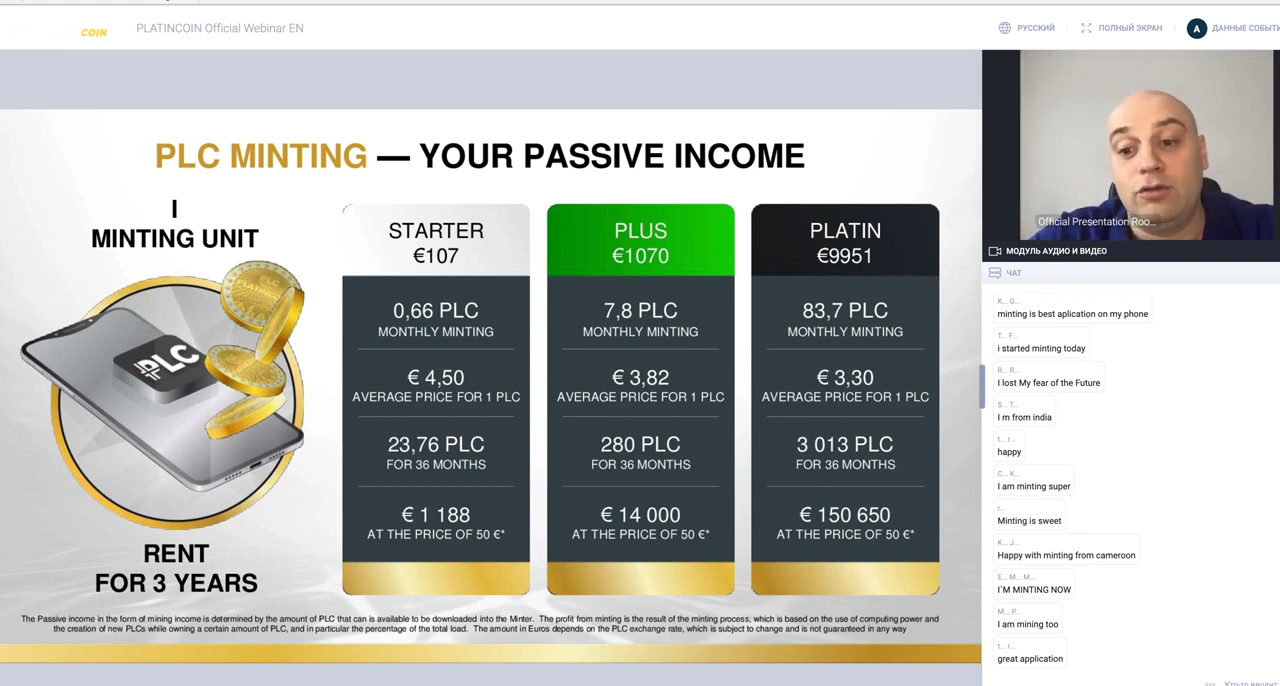 COIN
PLATINCOIN Official Webinar EN
РУССКИЙ
ПОЛНЫЙ ЭКРАН
A
ДАННЫЕ СОБЫТИ
PLC MINTING — YOUR PASSIVE INCOME
I
MINTING UNIT
PLC
RENT
FOR 3 YEARS
STARTER
€107
0,66 PLC
MONTHLY MINTING
€ 4,50
AVERAGE PRICE FOR 1 PLC
23,76 PLC
FOR 36 MONTHS
€ 1 188
AT THE PRICE OF 50 €*
PLUS
€1070
7,8 PLC
MONTHLY MINTING
€ 3,82
AVERAGE PRICE FOR 1 PLC
280 PLC
FOR 36 MONTHS
€ 14 000
AT THE PRICE OF 50 €*
PLATIN
€9951
83,7 PLC
MONTHLY MINTING
€ 3,30
AVERAGE PRICE FOR 1 PLC
3 013 PLC
FOR 36 MONTHS
€ 150 650
AT THE PRICE OF 50 €*
The Passive income in the form of mining income is determined by the amount of PLC that can is available to be downloaded into the Minter. The profit from minting is the result of the minting process, which is based on the use of computing power and
the creation of new PLCs while owning a certain amount of PLC, and in particular the percentage of the total load. The amount in Euros depends on the PLC exchange rate, which is subject to change and is not guaranteed in any way
Official Presentation Roo...
МОДУЛЬ АУДИО И ВИДЕО
ЧАТ
K... G...
minting is best aplication on my phone
T... F...
i started minting today
R... R...
I lost My fear of the Future
S... T...
I m from india
t... r...
happy
C... K...
I am minting super
r...
Minting is sweet
K... J...
Happy with minting from cameroon
E... M... M...
I`M MINTING NOW
M... P...
I am mining too
t... r...
great application
Кто-то вводит